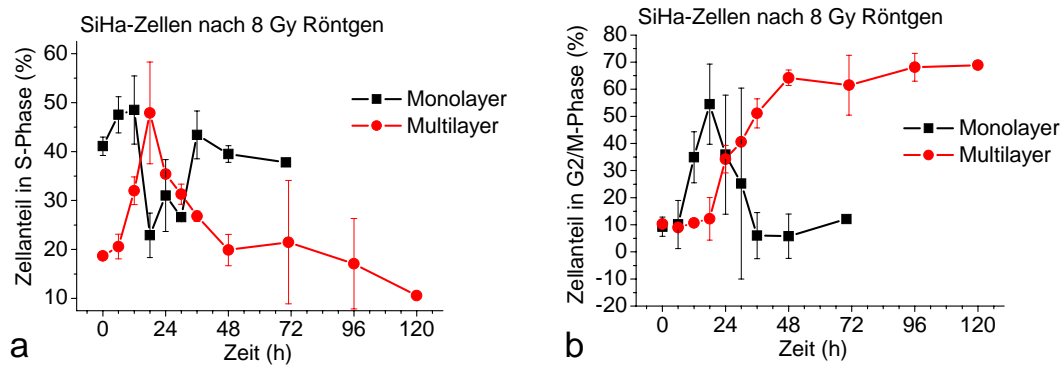 SiHa-Zellen nach 8 Gy Röntgen
Zellanteil in S-Phase (%)
60
50
40
30
20
10
Monolayer
Multilayer
0 24 48 72 96 120
Zeit (h)
a
SiHa-Zellen nach 8 Gy Röntgen
Zellanteil in G2/M-Phase (%)
80
70
60
50
40
30
20
10
0
-10
-20
Monolayer
Multilayer
0 24 48 72 96 120
Zeit (h)
b